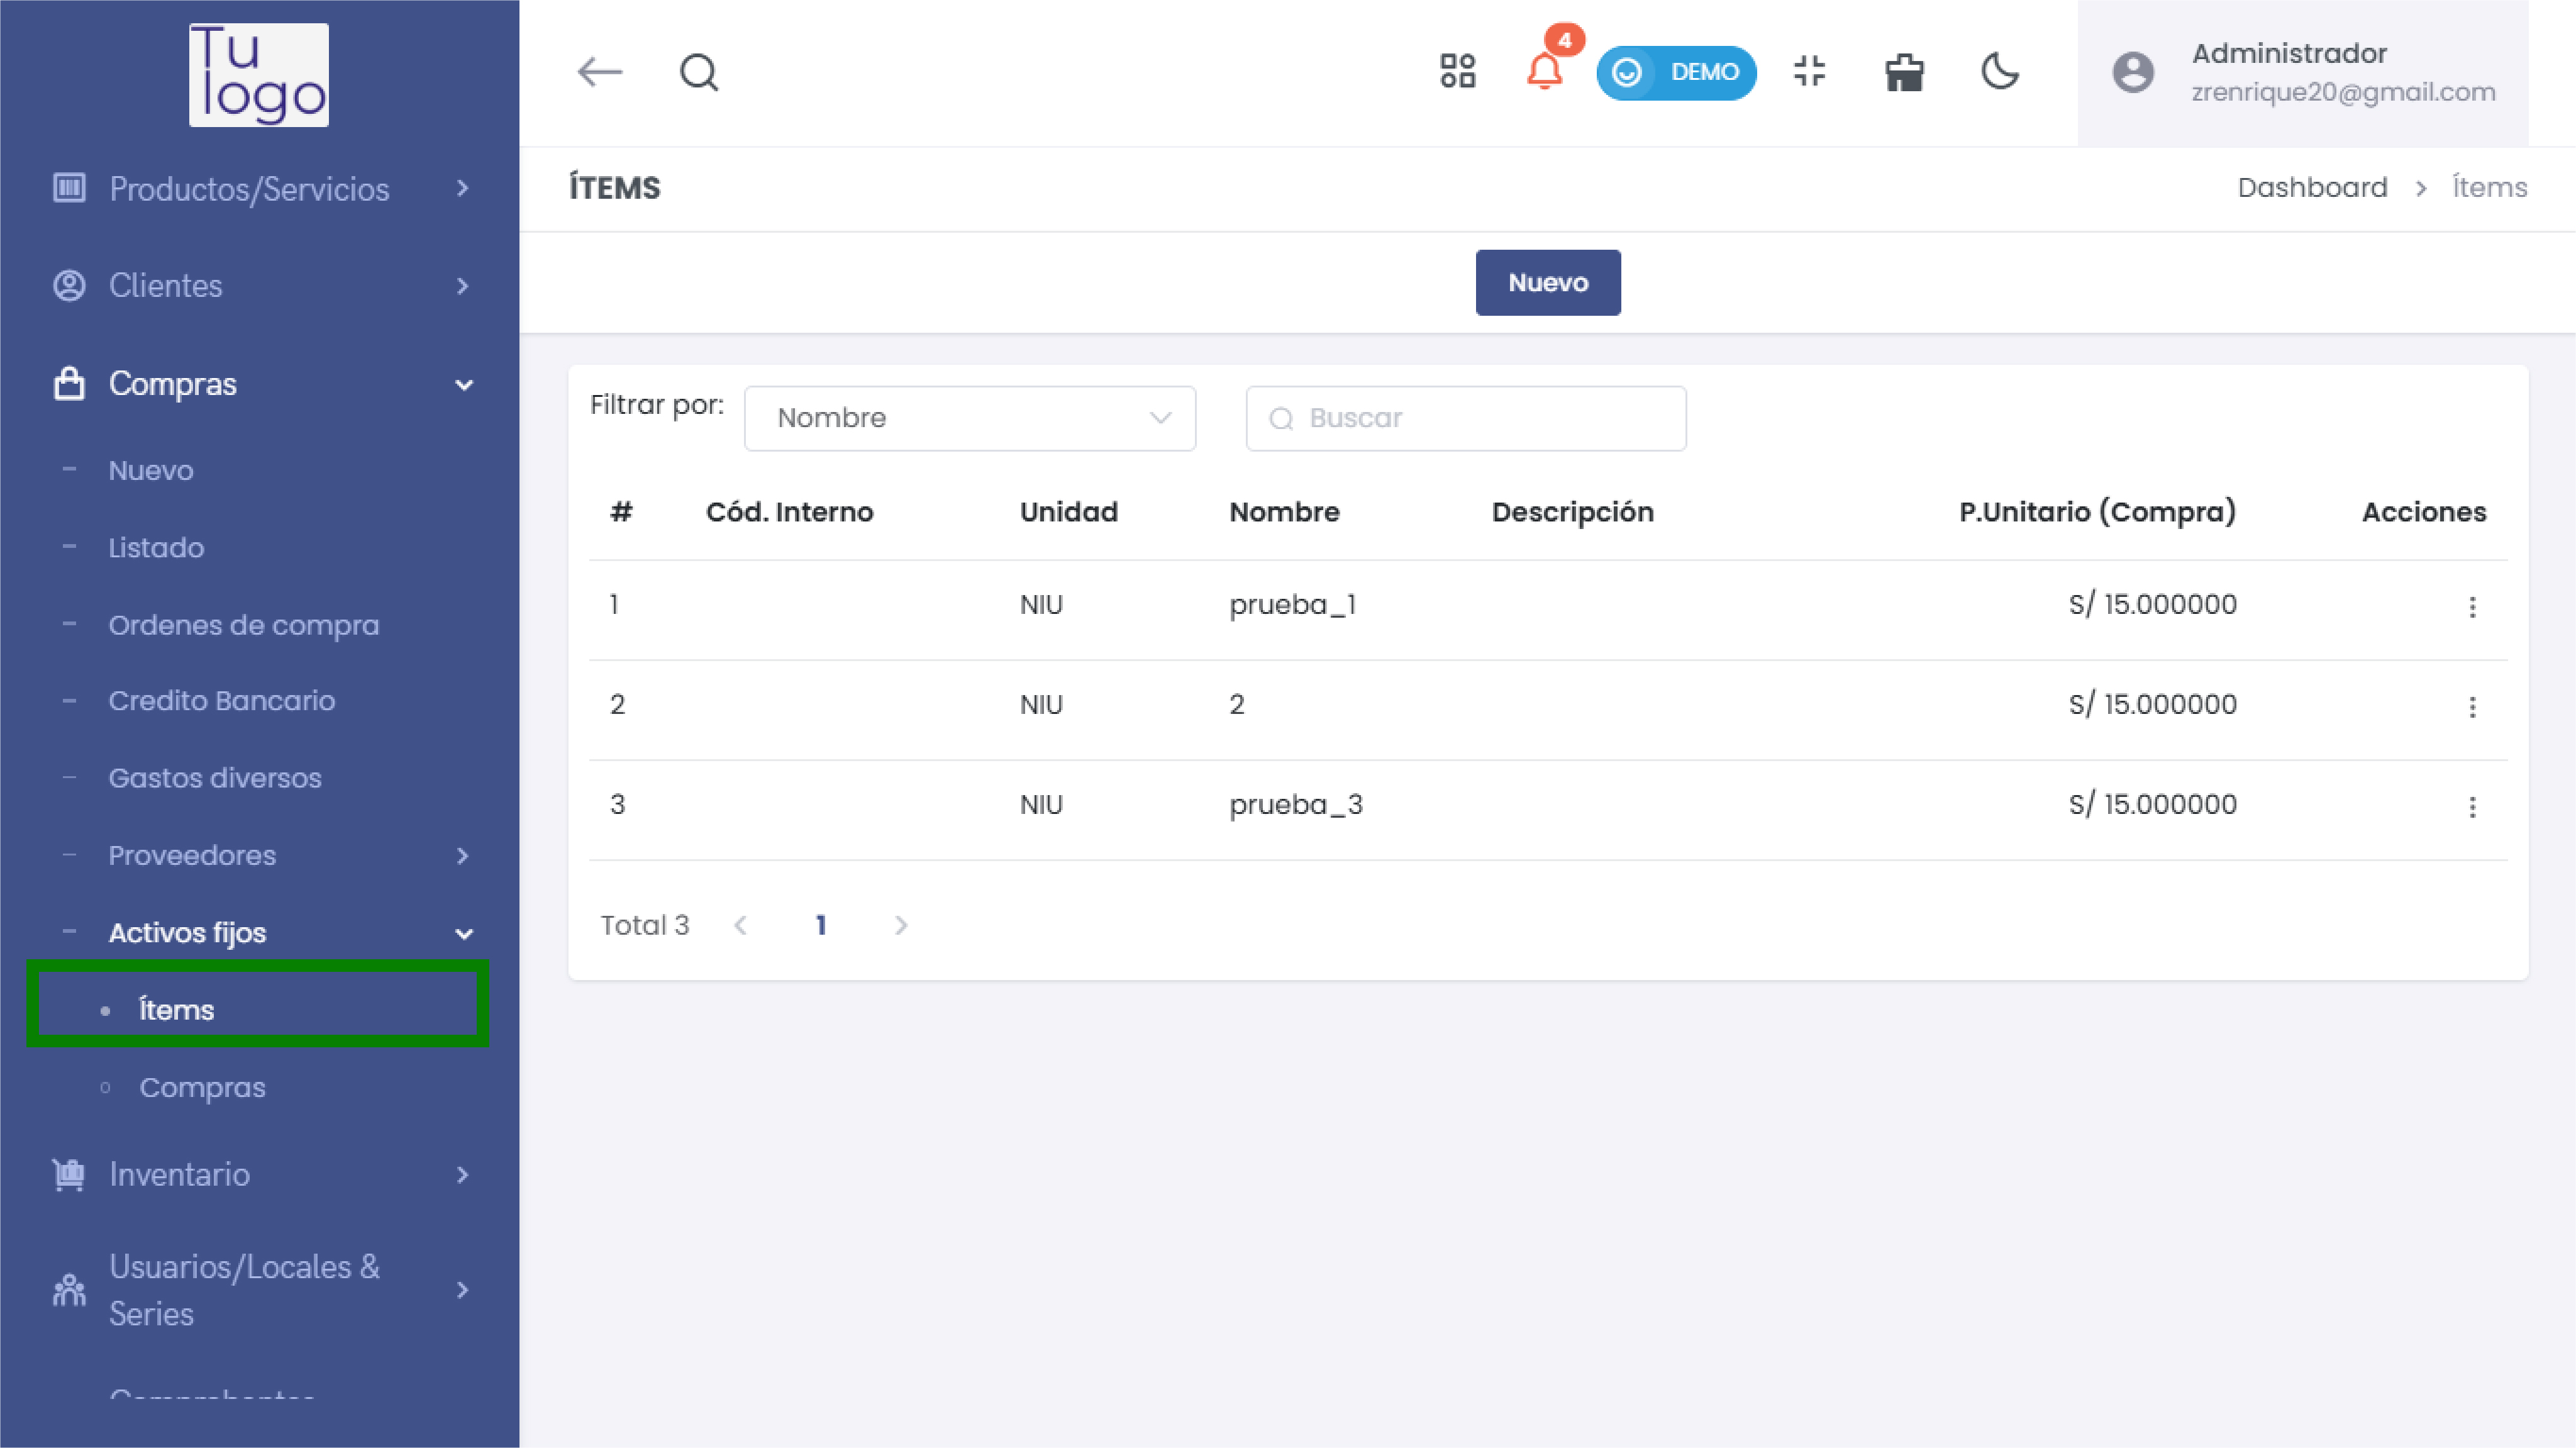 Tu
logo
Productos/Servicios
Clientes
Compras
Nuevo
Listado
Ordenes de compra
Credito Bancario
Gastos diversos
Proveedores
Activos fijos
Ítems
Compras
Inventario
Usuarios/Locales &
Series
4
DEMO
Administrador
zrenrique20@gmail.com
ÍTEMS
Dashboard > Ítems
Nuevo
Filtrar por: Nombre Buscar
# Cód. Interno Unidad Nombre Descripción P.Unitario (Compra) Acciones
1 NIU prueba_1 S/ 15.000000
2 NIU 2 S/ 15.000000
3 NIU prueba_3 S/ 15.000000
Total 3 < 1 >